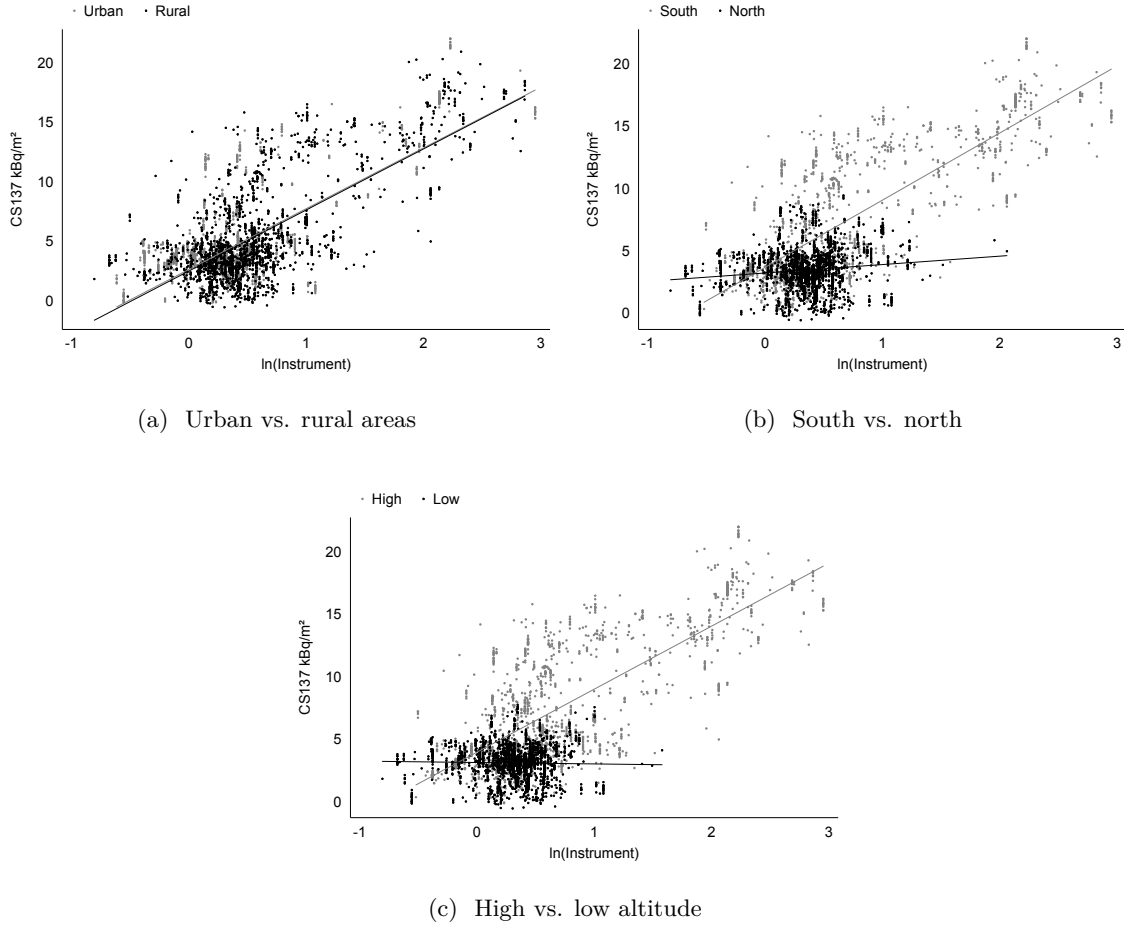 Urban Rural
CS137 kBq/m²
20
15
10
5
0
-1 0 1 2 3
ln(Instrument)
(a) Urban vs. rural areas
South North
CS137 kBq/m²
20
15
10
5
0
-1 0 1 2 3
ln(Instrument)
(b) South vs. north
High Low
CS137 kBq/m²
20
15
10
5
0
-1 0 1 2 3
ln(Instrument)
(c) High vs. low altitude